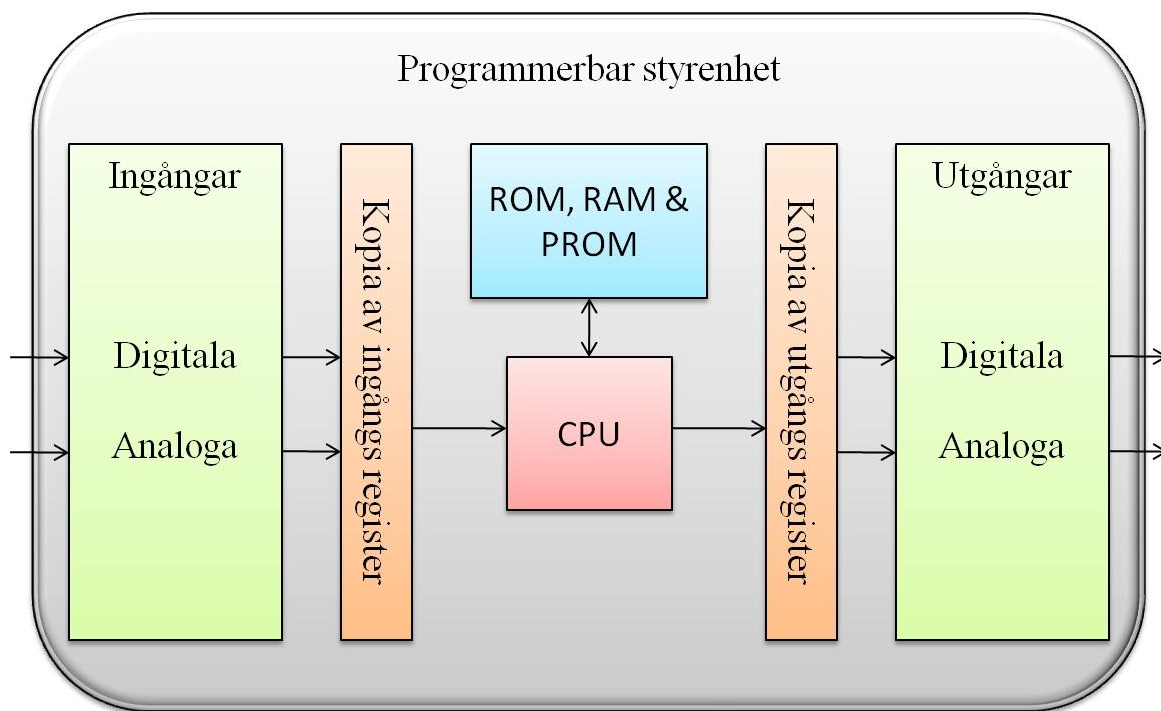 Programmerbar styrenhet
Ingångar
Digitala
Analoga
Kopia av ingångs register
ROM, RAM &
PROM
CPU
Kopia av utgångs register
Utgångar
Digitala
Analoga